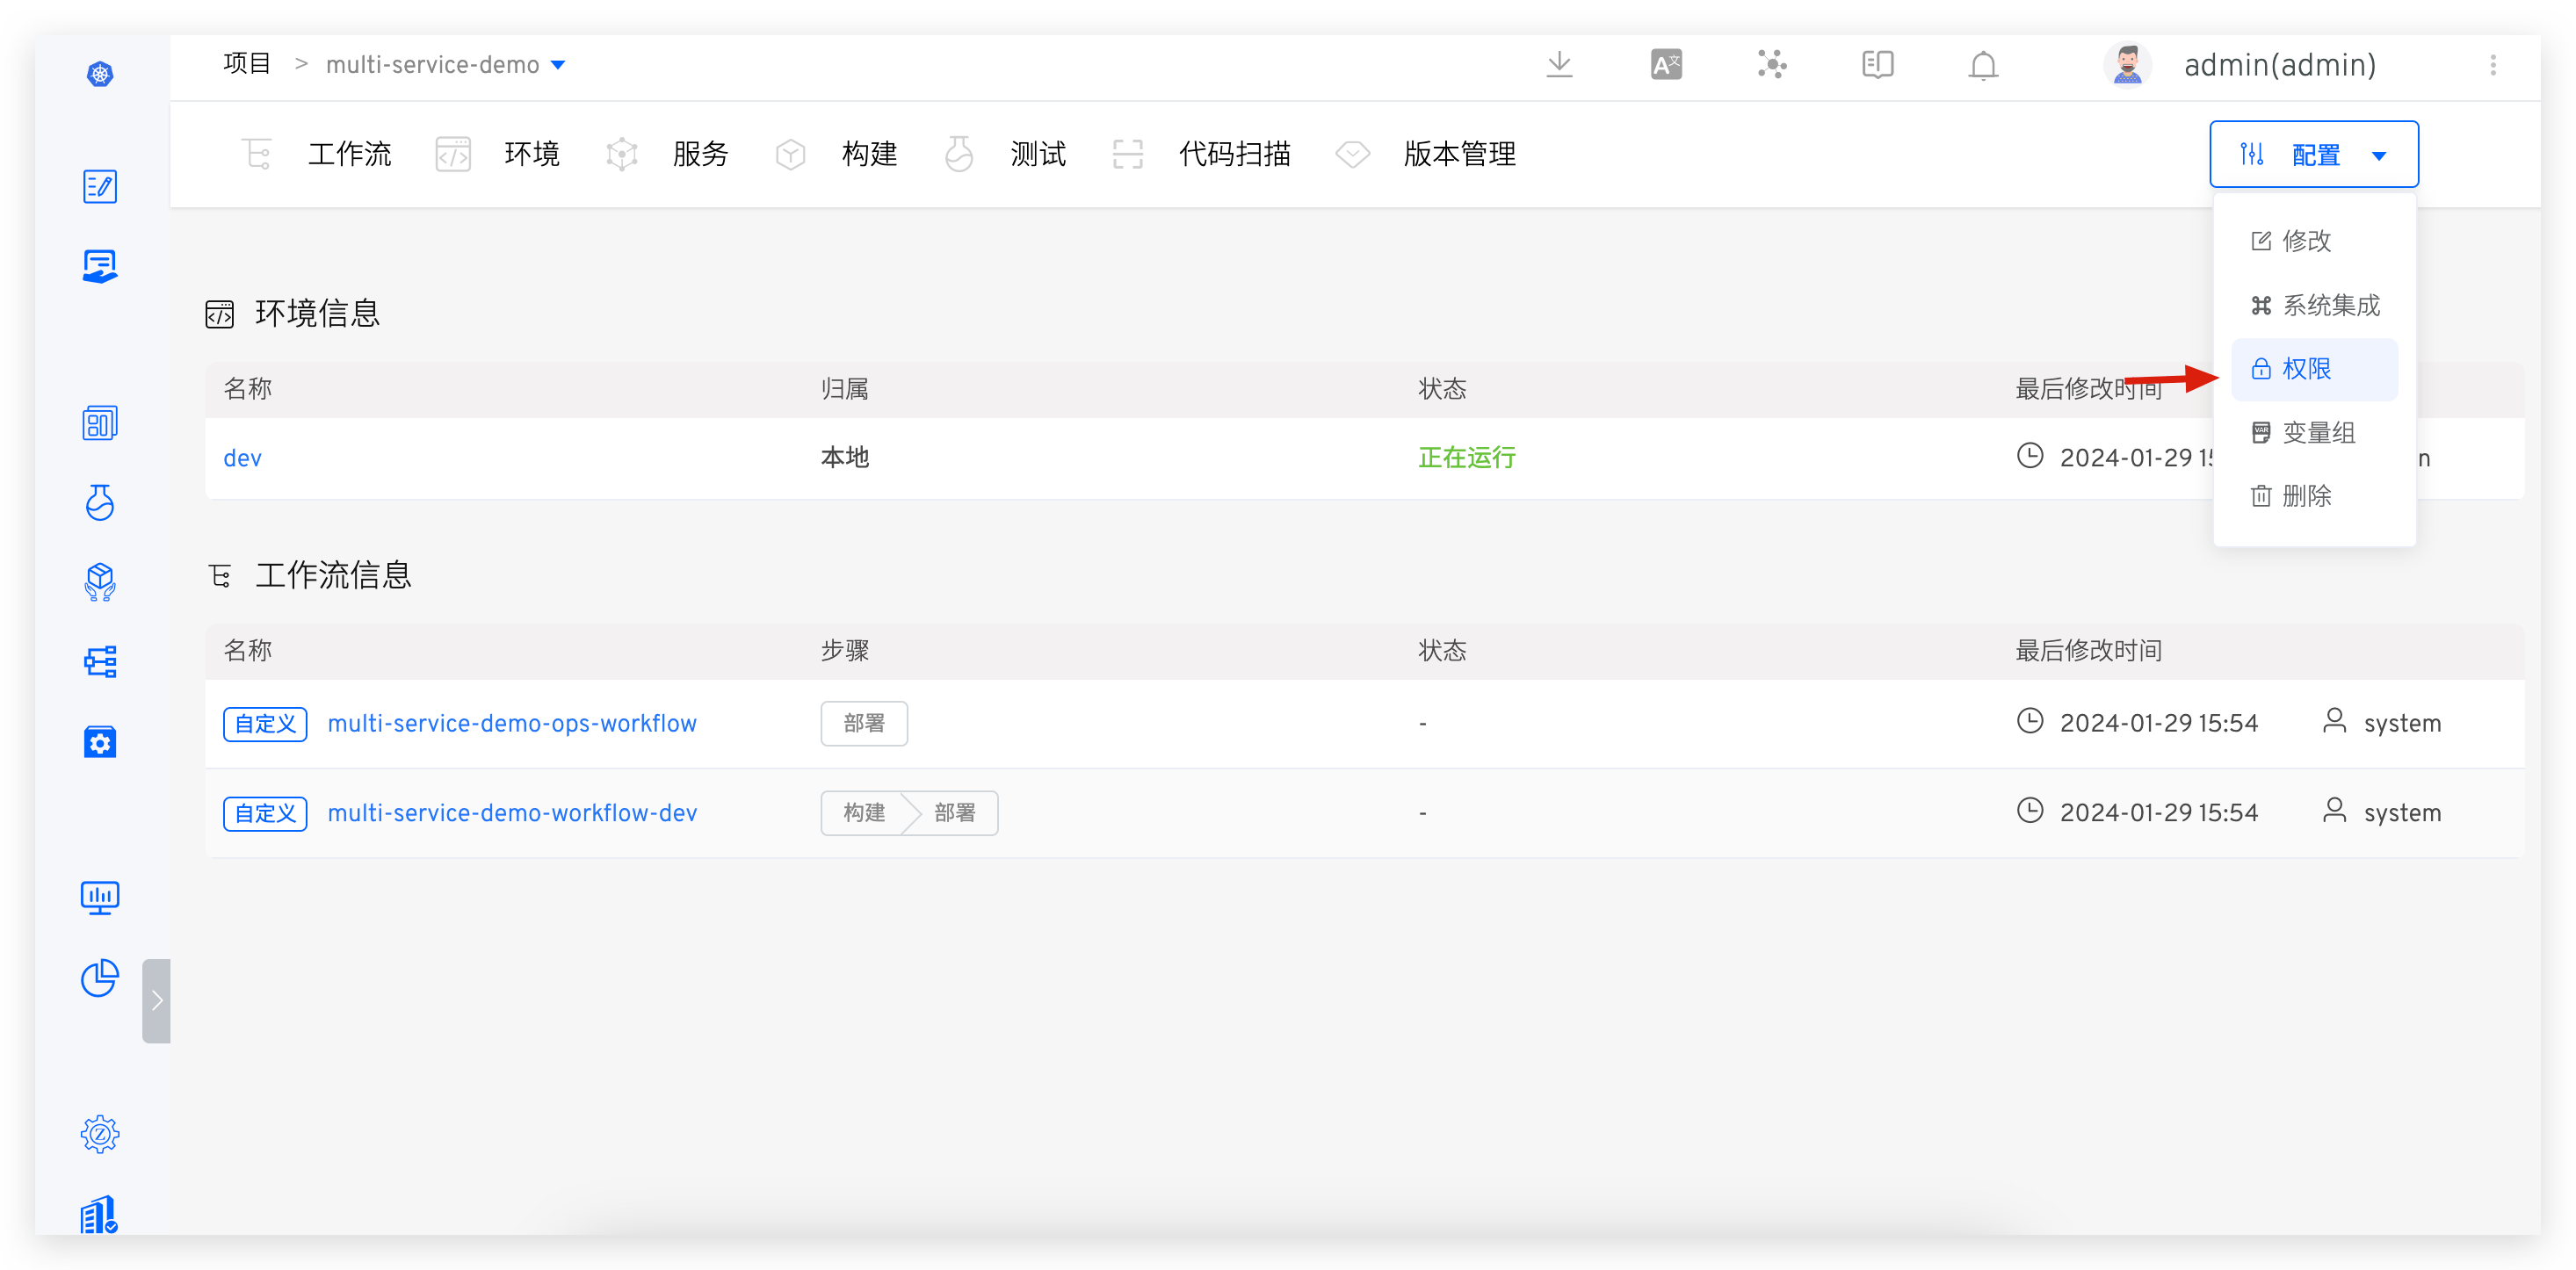 项目 > multi-service-demo
admin(admin)
工作流 环境 服务 构建 测试 代码扫描 版本管理
配置
修改
系统集成
权限
变量组
删除
环境信息
名称 归属 状态 最后修改时间
dev 本地 正在运行 2024-01-29
工作流信息
名称 步骤 状态 最后修改时间
自定义 multi-service-demo-ops-workflow 部署 - 2024-01-29 15:54 system
自定义 multi-service-demo-workflow-dev 构建 部署 - 2024-01-29 15:54 system